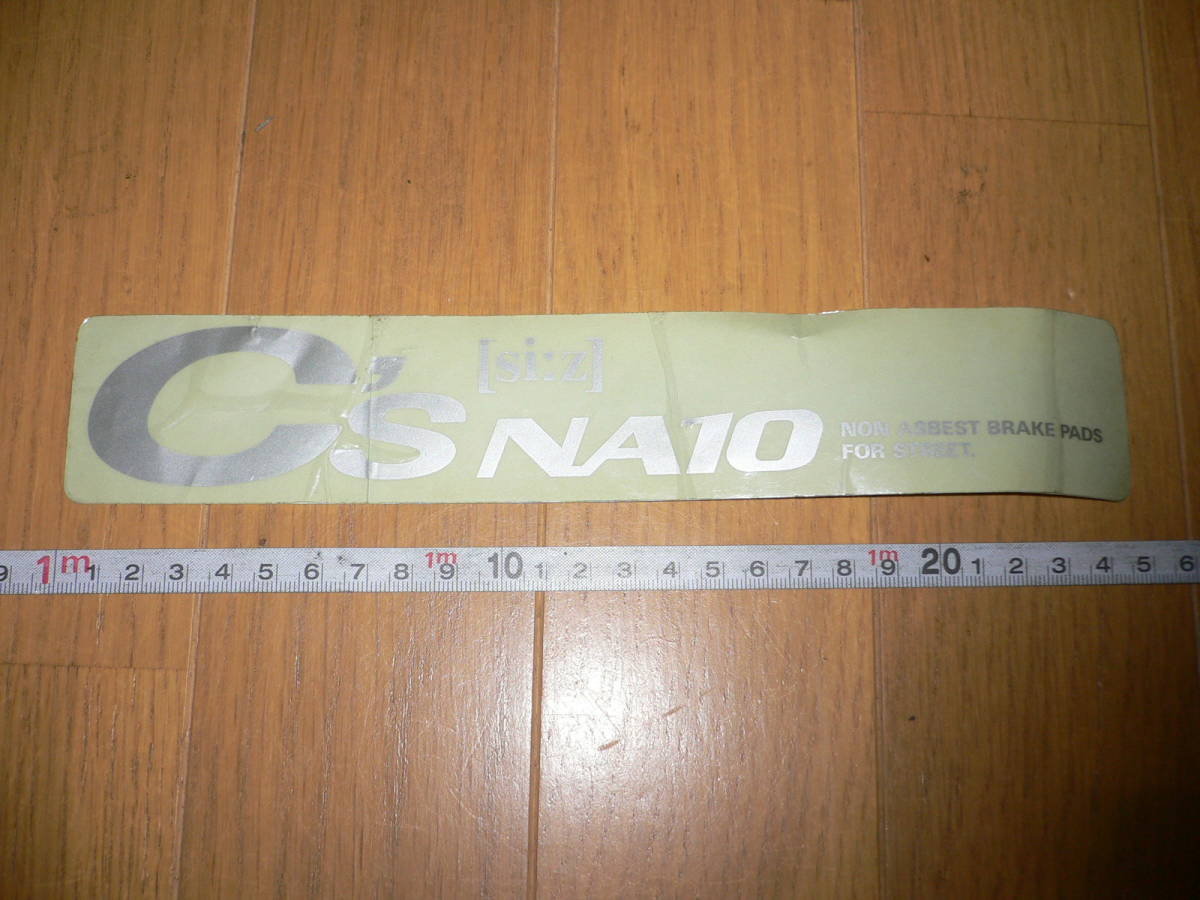 C's
[si:z]
NA10
NON ASBEST BRAKE PADS
FOR STREET.
9 1m 1 2 3 4 5 6 7 8 1m 9 10 1 2 3 4 5 6 7 8 1m 9 20 1 2 3 4 5 6